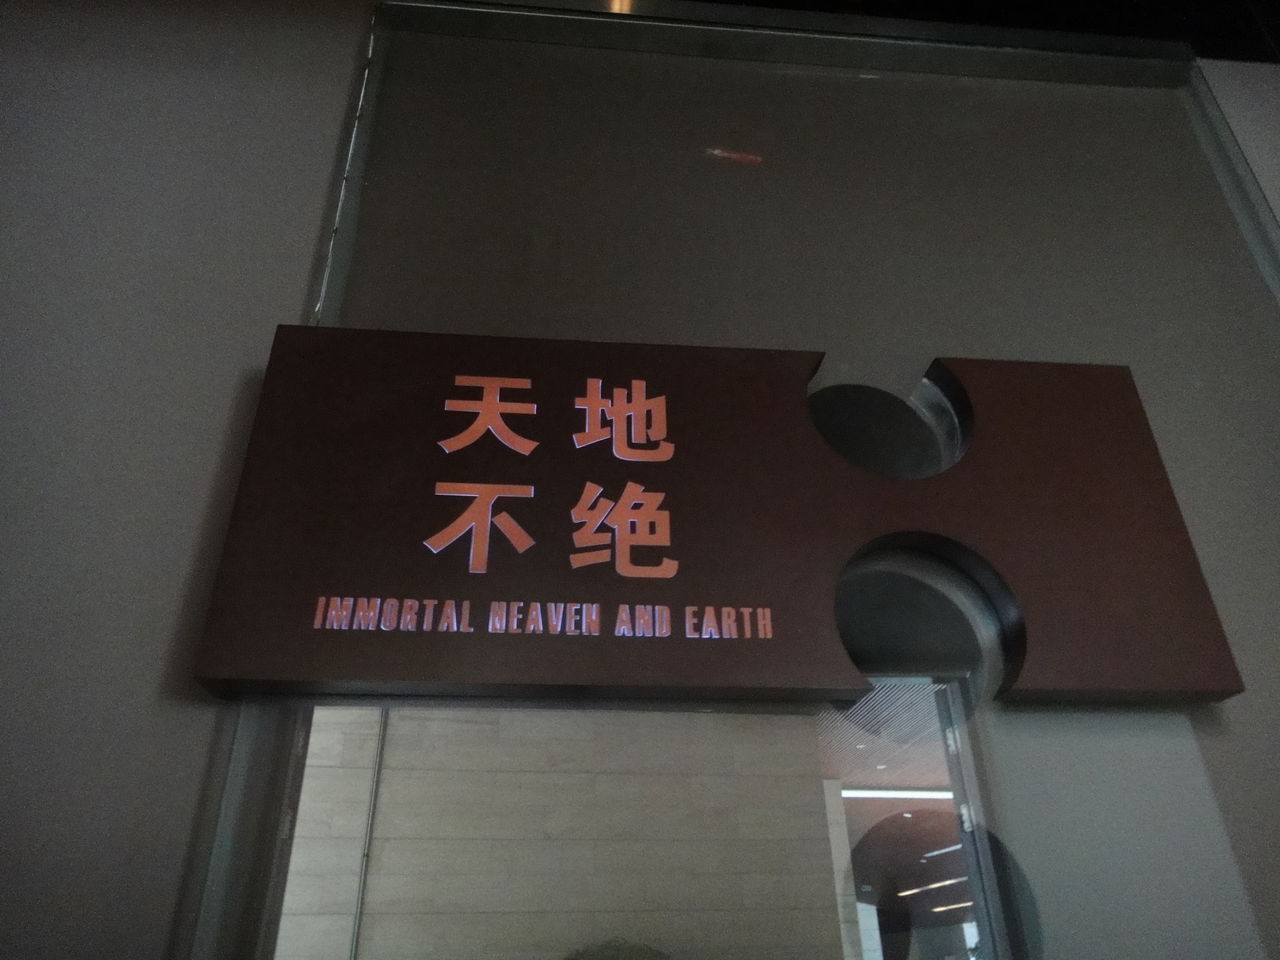 天地
不绝
IMMORTAL HEAVEN AND EARTH